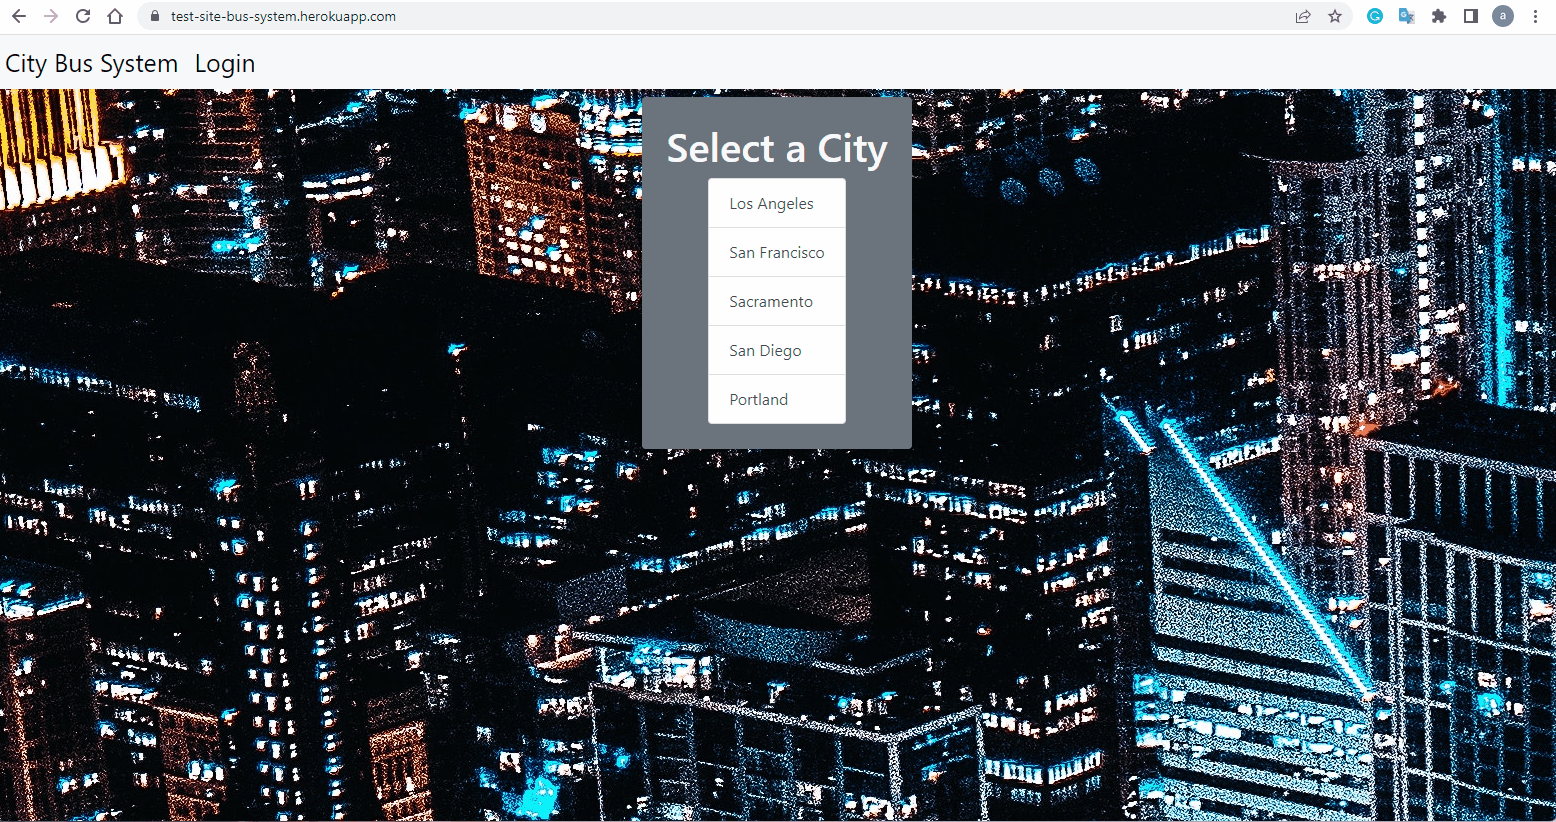 test-site-bus-system.herokuapp.com
a
City Bus System Login
Select a City
Los Angeles
San Francisco
Sacramento
San Diego
Portland